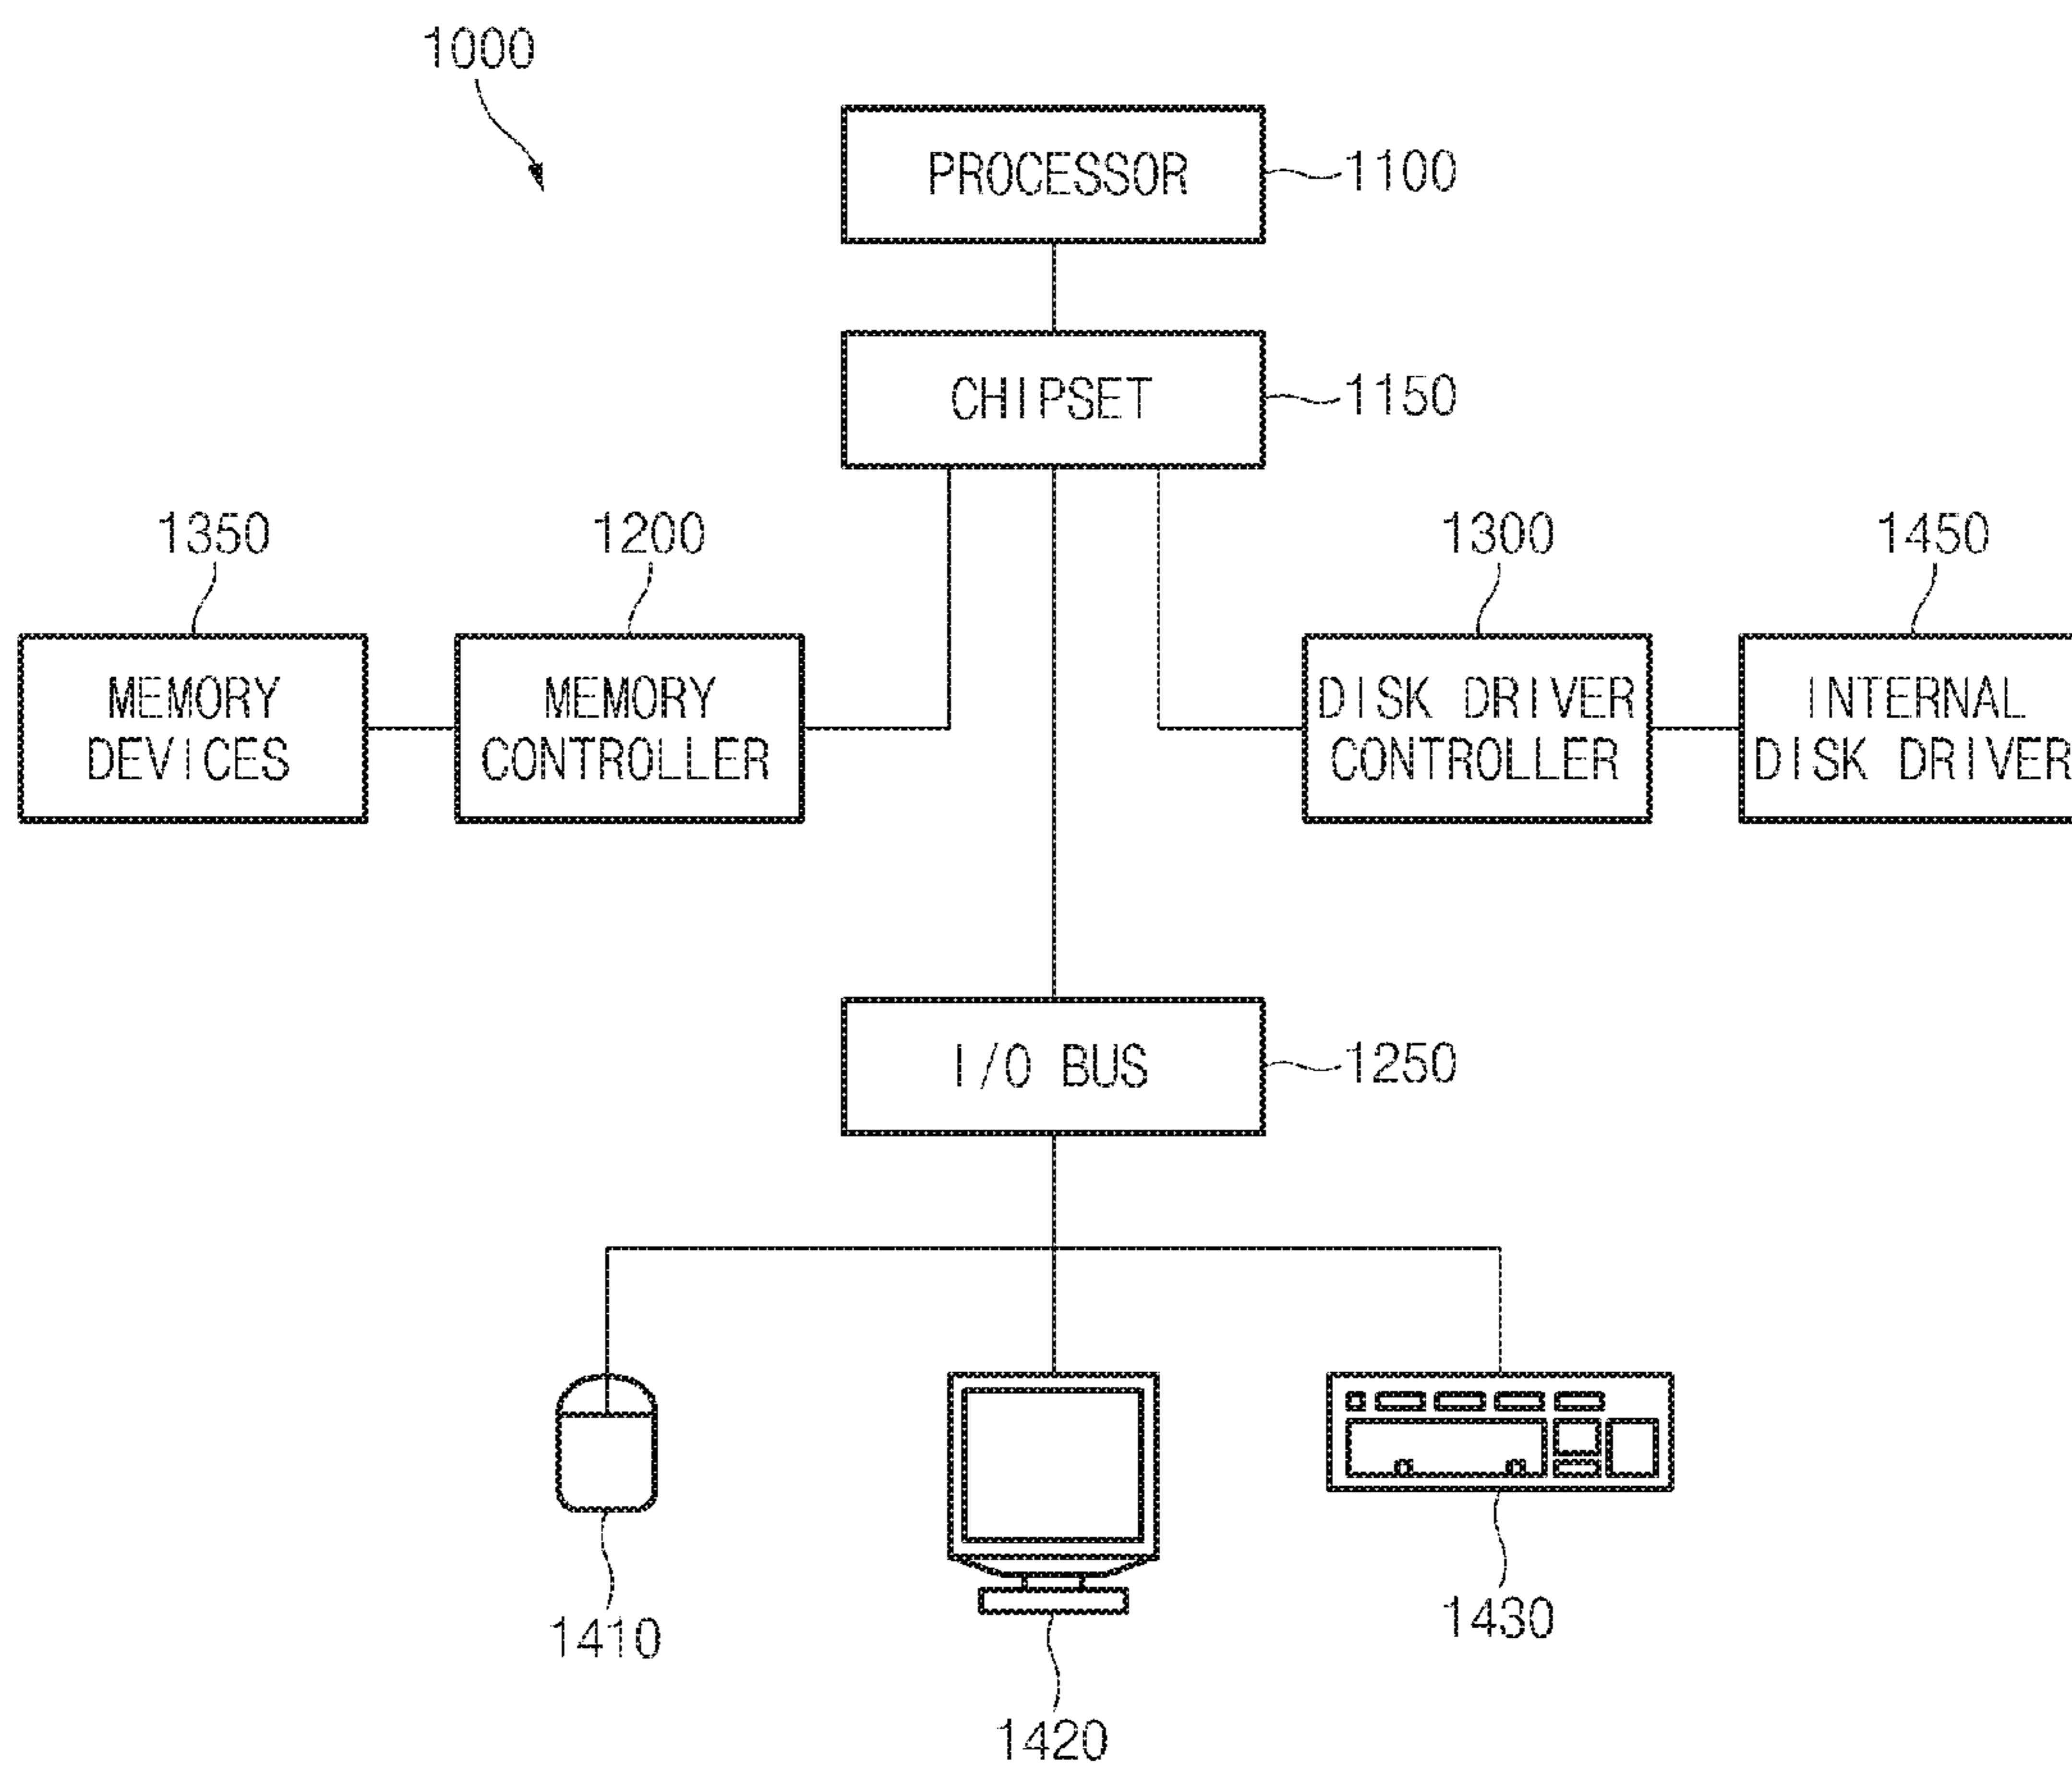 1000
PROCESSOR
1100
CHIPSET
1150
1350
1200
1300
1450
MEMORY
DEVICES
MEMORY
CONTROLLER
DISK DRIVER
CONTROLLER
INTERNAL
DISK DRIVER
I/O BUS
1250
1410
1420
1430